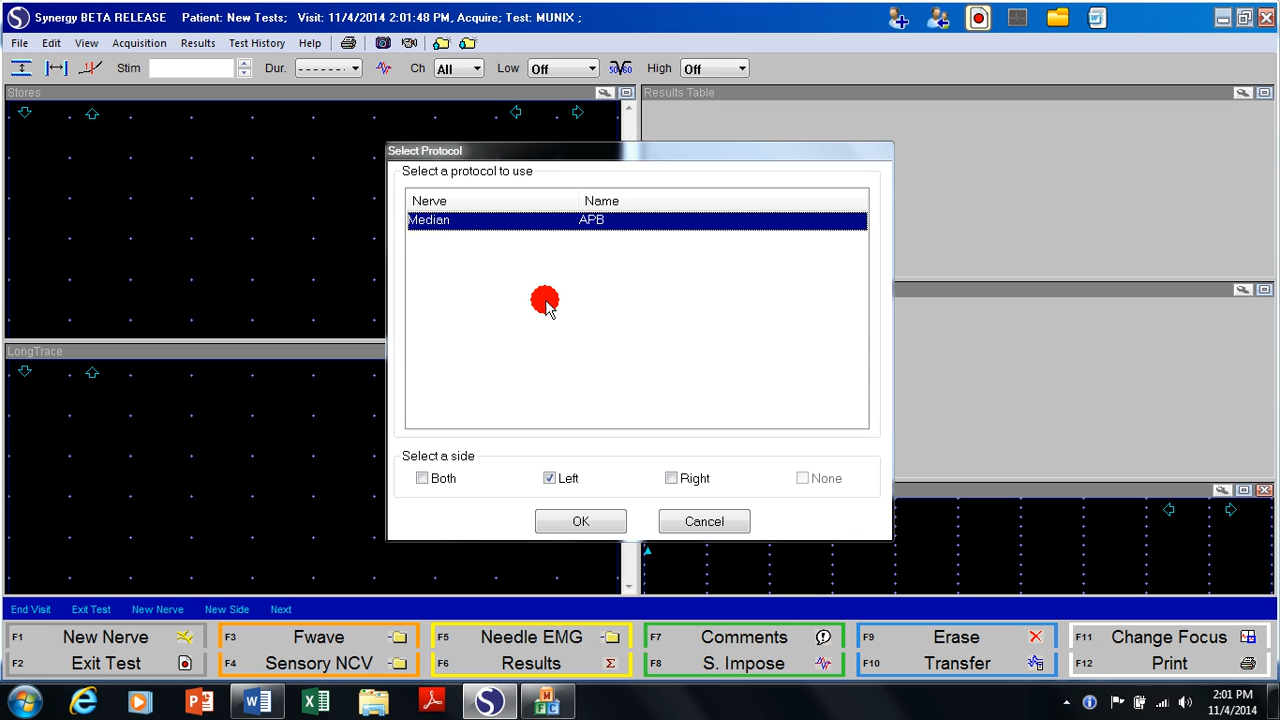 Synergy BETA RELEASE Patient: New Tests; Visit: 11/4/2014 2:01:48 PM, Acquire; Test: MUNIX ;
File Edit View Acquisition Results Test History Help
Stim Dur. - - - - - - - Ch All Low Off 50/60 High Off
Stores
Results Table
Select Protocol
Select a protocol to use
Nerve Name
Median APB
LongTrace
Select a side
Both Left Right None
OK Cancel
End Visit Exit Test New Nerve New Side Next
F1 New Nerve F3 Fwave F5 Needle EMG F7 Comments F9 Erase F11 Change Focus
F2 Exit Test F4 Sensory NCV F6 Results Σ F8 S. Impose F10 Transfer F12 Print
2:01 PM
11/4/2014